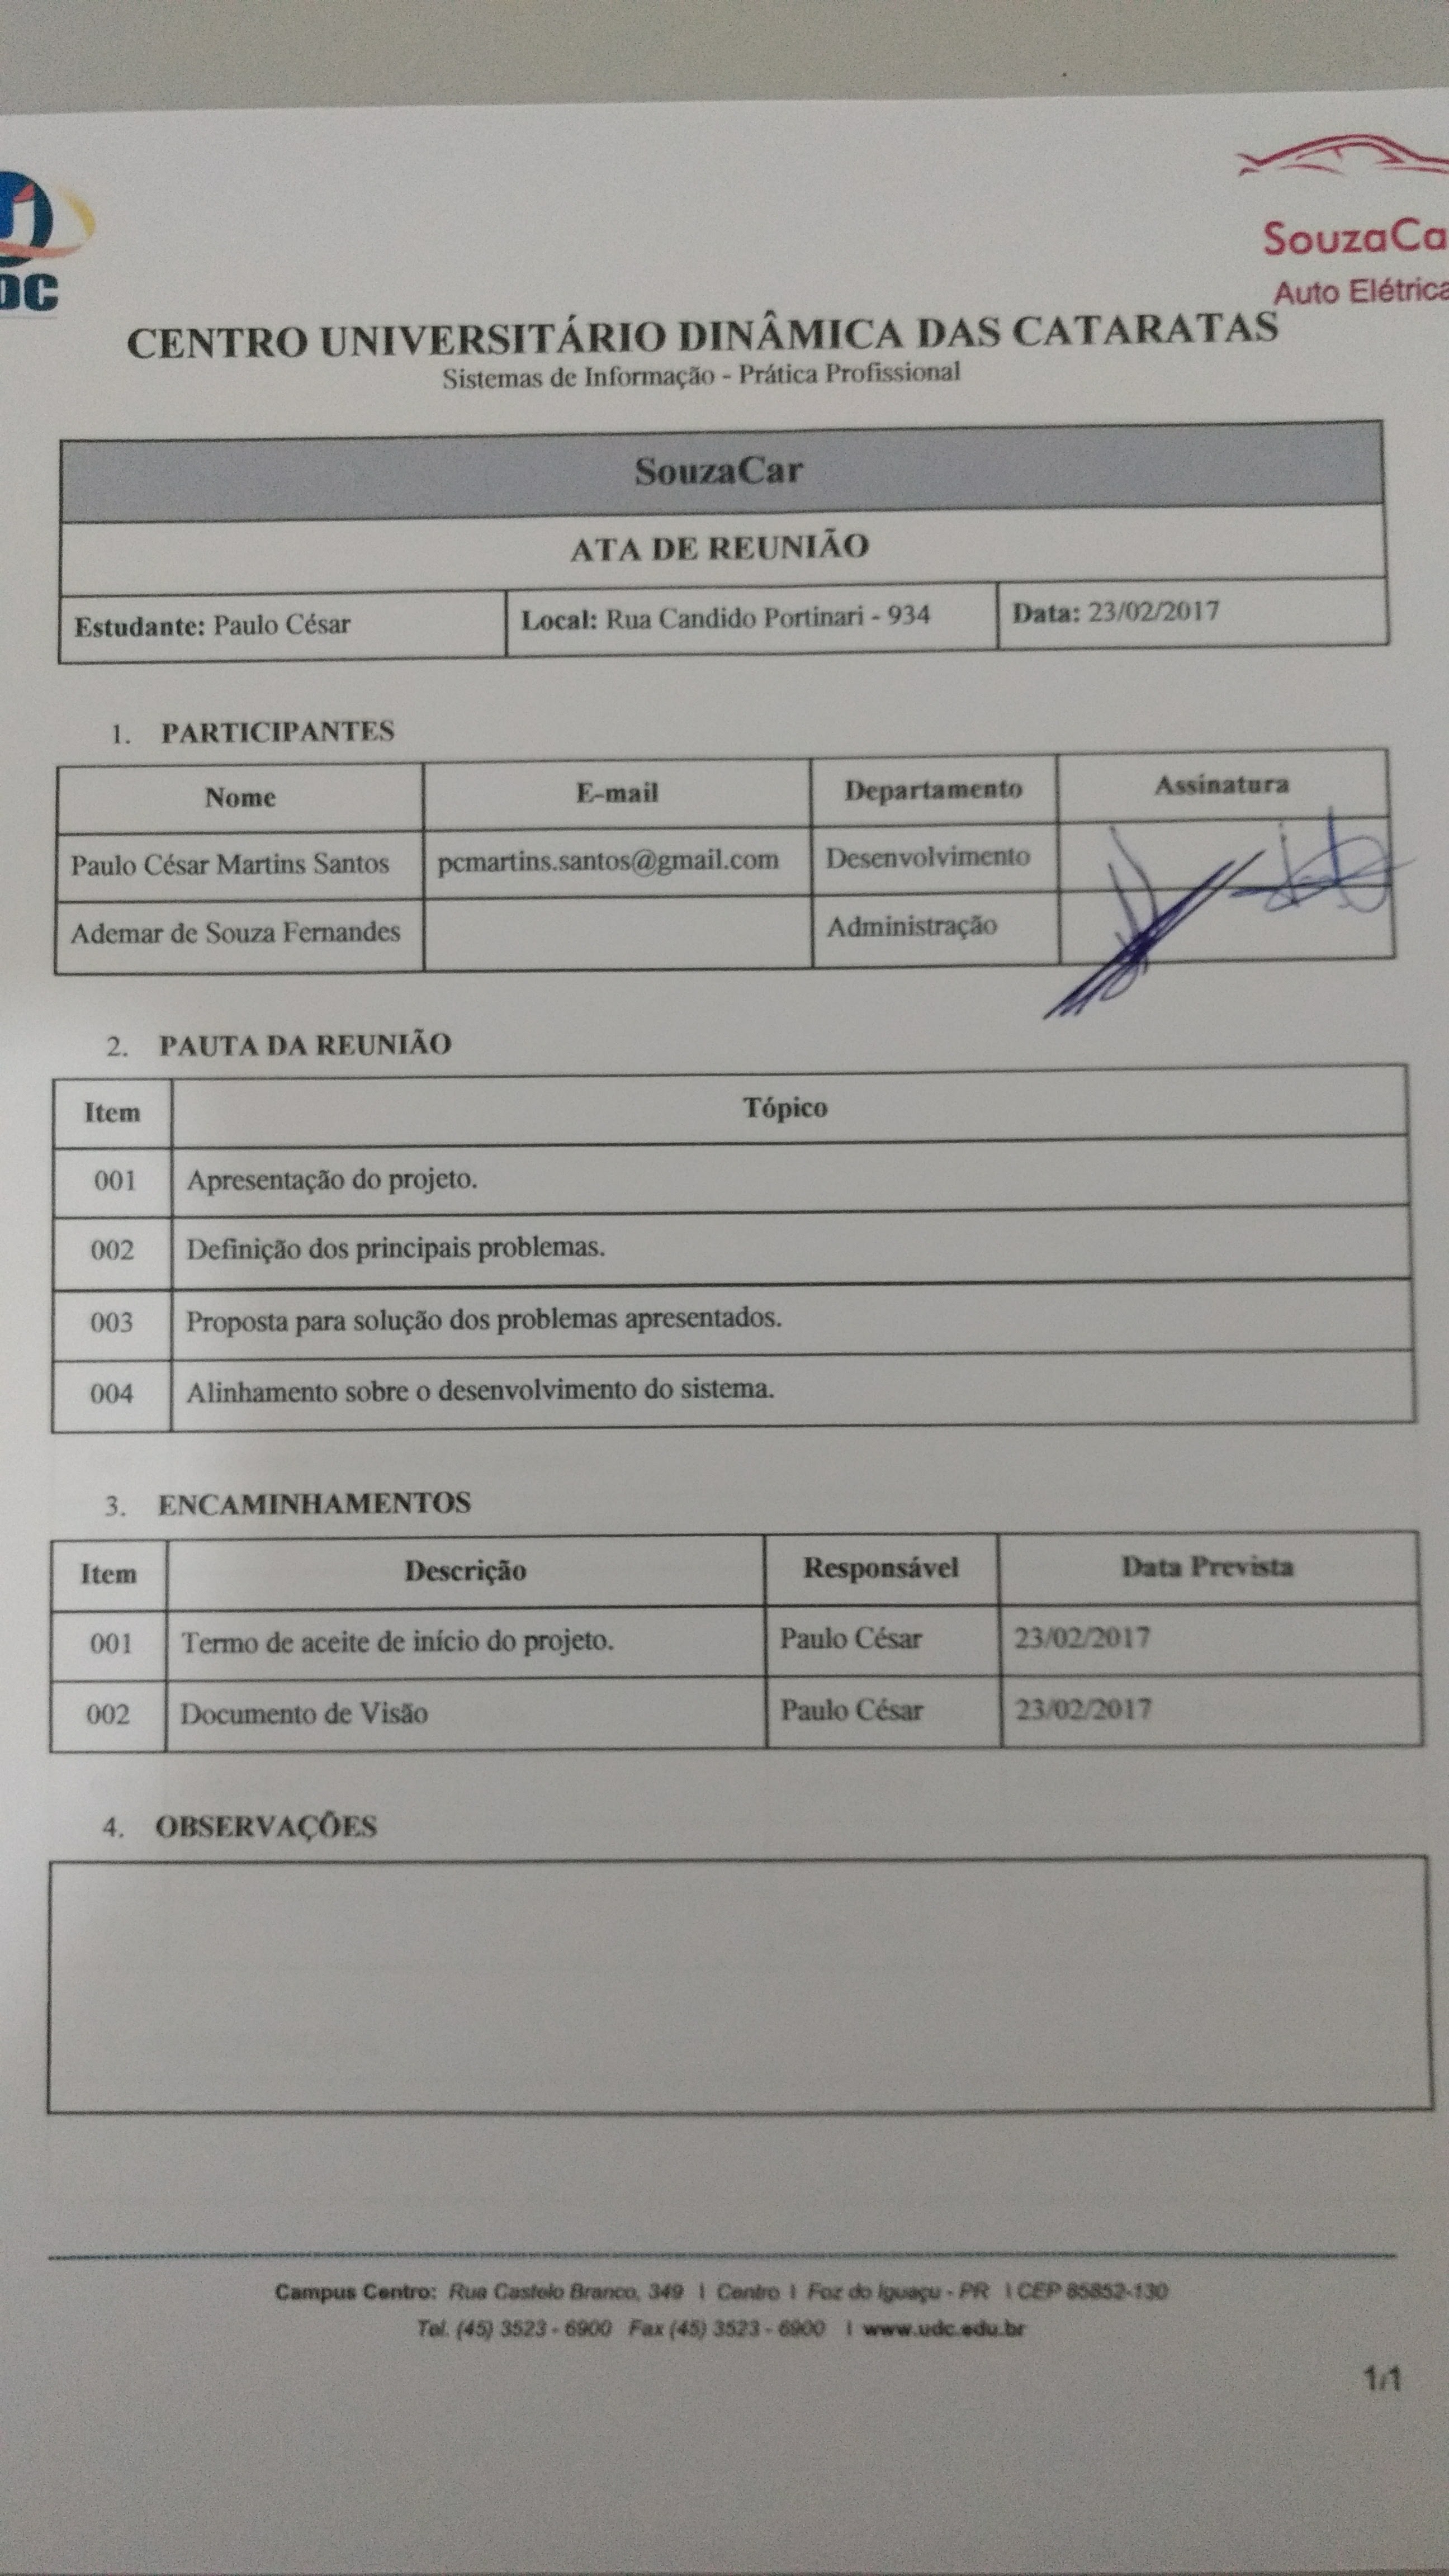 DC
SouzaCa
Auto Elétrica
CENTRO UNIVERSITÁRIO DINÂMICA DAS CATARATAS
Sistemas de Informação - Prática Profissional
SouzaCar
ATA DE REUNIÃO
Estudante: Paulo César Local: Rua Candido Portinari - 934 Data: 23/02/2017
1. PARTICIPANTES
Nome E-mail Departamento Assinatura
Paulo César Martins Santos pcmartins.santos@gmail.com Desenvolvimento
Ademar de Souza Fernandes Administração
2. PAUTA DA REUNIÃO
Item Tópico
001 Apresentação do projeto.
002 Definição dos principais problemas.
003 Proposta para solução dos problemas apresentados.
004 Alinhamento sobre o desenvolvimento do sistema.
3. ENCAMINHAMENTOS
Item Descrição Responsável Data Prevista
001 Termo de aceite de início do projeto. Paulo César 23/02/2017
002 Documento de Visão Paulo César 23/02/2017
4. OBSERVAÇÕES
Campus Centro: Rua Castelo Branco, 349 | Centro | Foz do Iguaçu - PR | CEP 85852-130
Tel. (45) 3523 - 6900 Fax (45) 3523 - 6900 | www.udc.edu.br
1/1